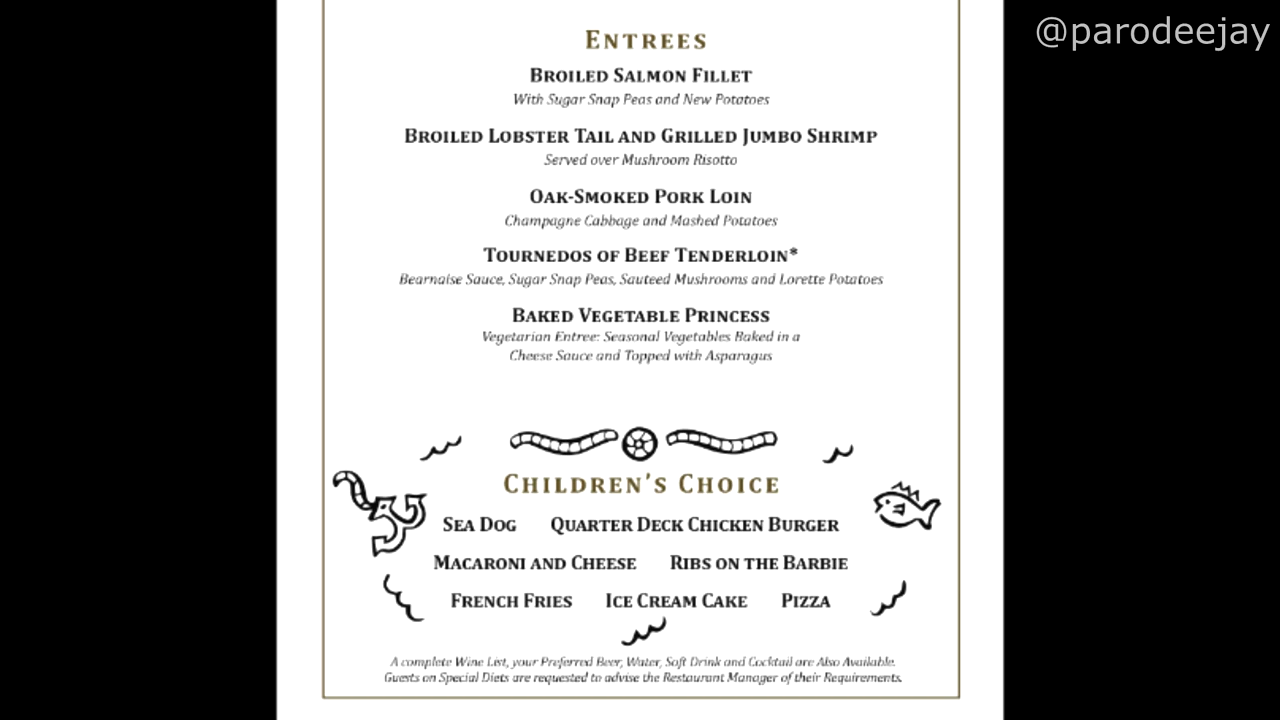 @parodeejay
Entrees
Broiled Salmon Fillet
With Sugar Snap Peas and New Potatoes
Broiled Lobster Tail and Grilled Jumbo Shrimp
Served over Mushroom Risotto
Oak-Smoked Pork Loin
Champagne Cabbage and Mashed Potatoes
Tournedos of Beef Tenderloin*
Bearnaise Sauce, Sugar Snap Peas, Sauteed Mushrooms and Lorette Potatoes
Baked Vegetable Princess
Vegetarian Entree: Seasonal Vegetables Baked in a
Cheese Sauce and Topped with Asparagus
Children's Choice
Sea Dog Quarter Deck Chicken Burger
Macaroni and Cheese Ribs on the Barbie
French Fries Ice Cream Cake Pizza
A complete Wine List, your Preferred Beer, Water, Soft Drink and Cocktail are Also Available.
Guests on Special Diets are requested to advise the Restaurant Manager of their Requirements.